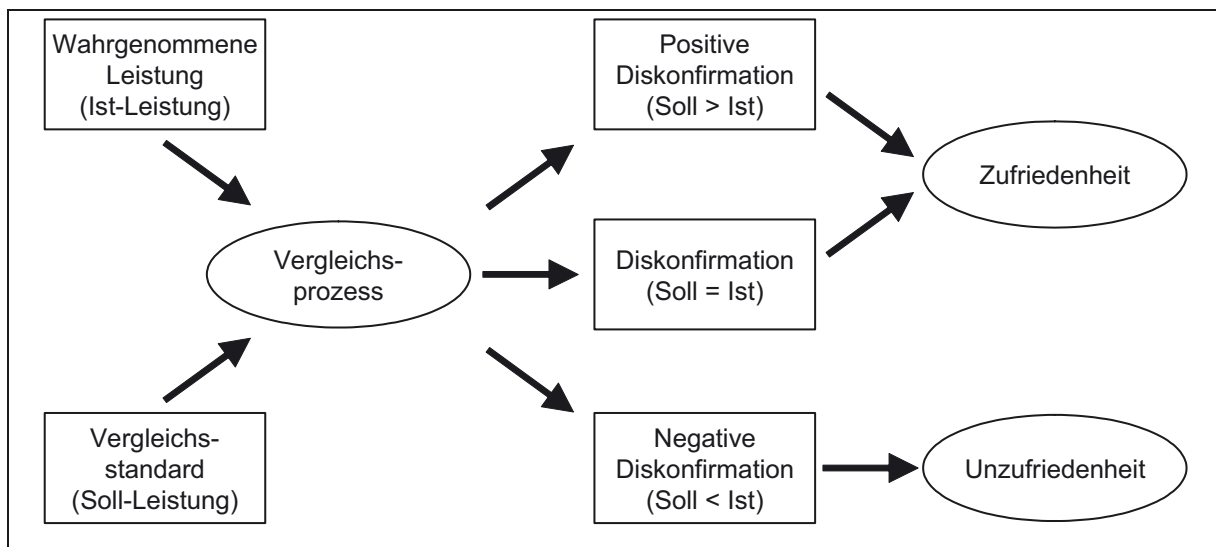 Wahrgenommene
Leistung
(Ist-Leistung)
Vergleichs-
standard
(Soll-Leistung)
Vergleichs-
prozess
Positive
Diskonfirmation
(Soll > Ist)
Diskonfirmation
(Soll = Ist)
Negative
Diskonfirmation
(Soll < Ist)
Zufriedenheit
Unzufriedenheit